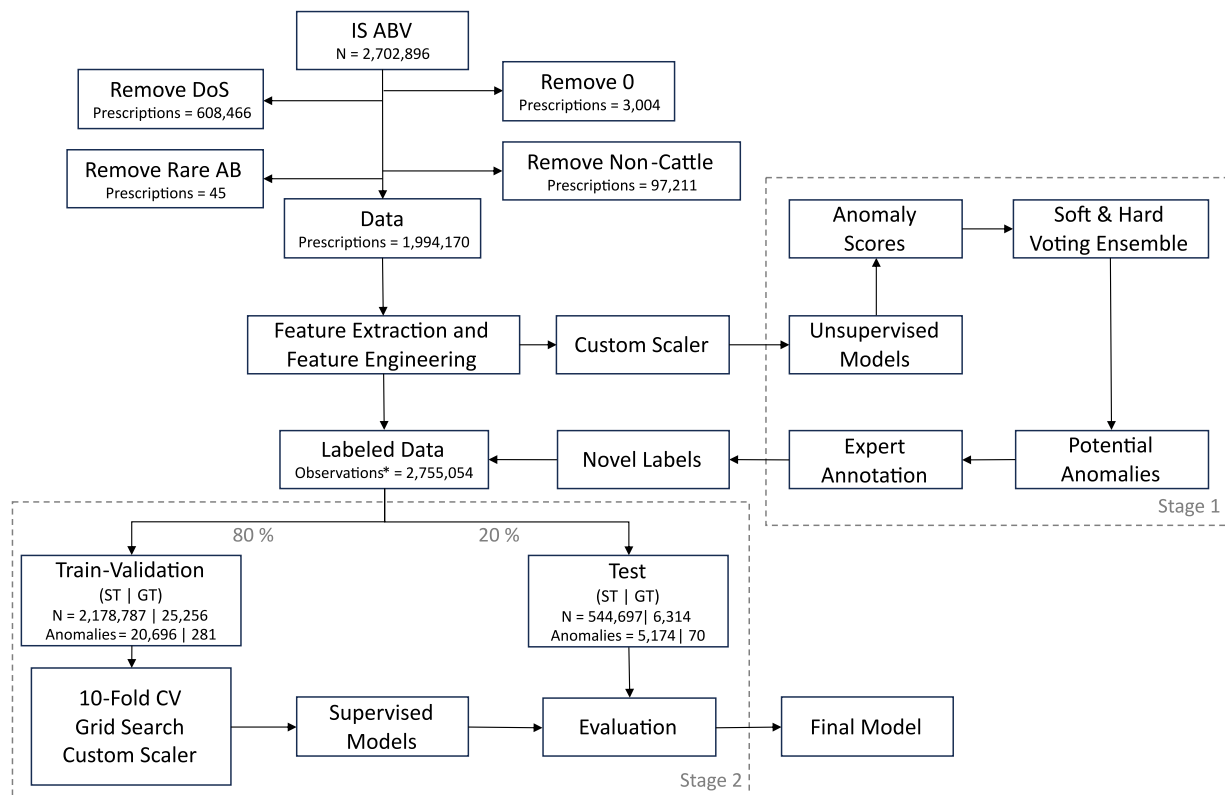 IS ABV
N = 2,702,896
Remove DoS
Prescriptions = 608,466
Remove 0
Prescriptions = 3,004
Remove Rare AB
Prescriptions = 45
Remove Non-Cattle
Prescriptions = 97,211
Data
Prescriptions = 1,994,170
Anomaly
Scores
Soft & Hard
Voting Ensemble
Feature Extraction and
Feature Engineering
Custom Scaler
Unsupervised
Models
Labeled Data
Observations* = 2,755,054
Novel Labels
Expert
Annotation
Potential
Anomalies
Stage 1
80 %
20 %
Train-Validation
(ST | GT)
N = 2,178,787 | 25,256
Anomalies = 20,696 | 281
Test
(ST | GT)
N = 544,697| 6,314
Anomalies = 5,174| 70
10-Fold CV
Grid Search
Custom Scaler
Supervised
Models
Evaluation
Final Model
Stage 2